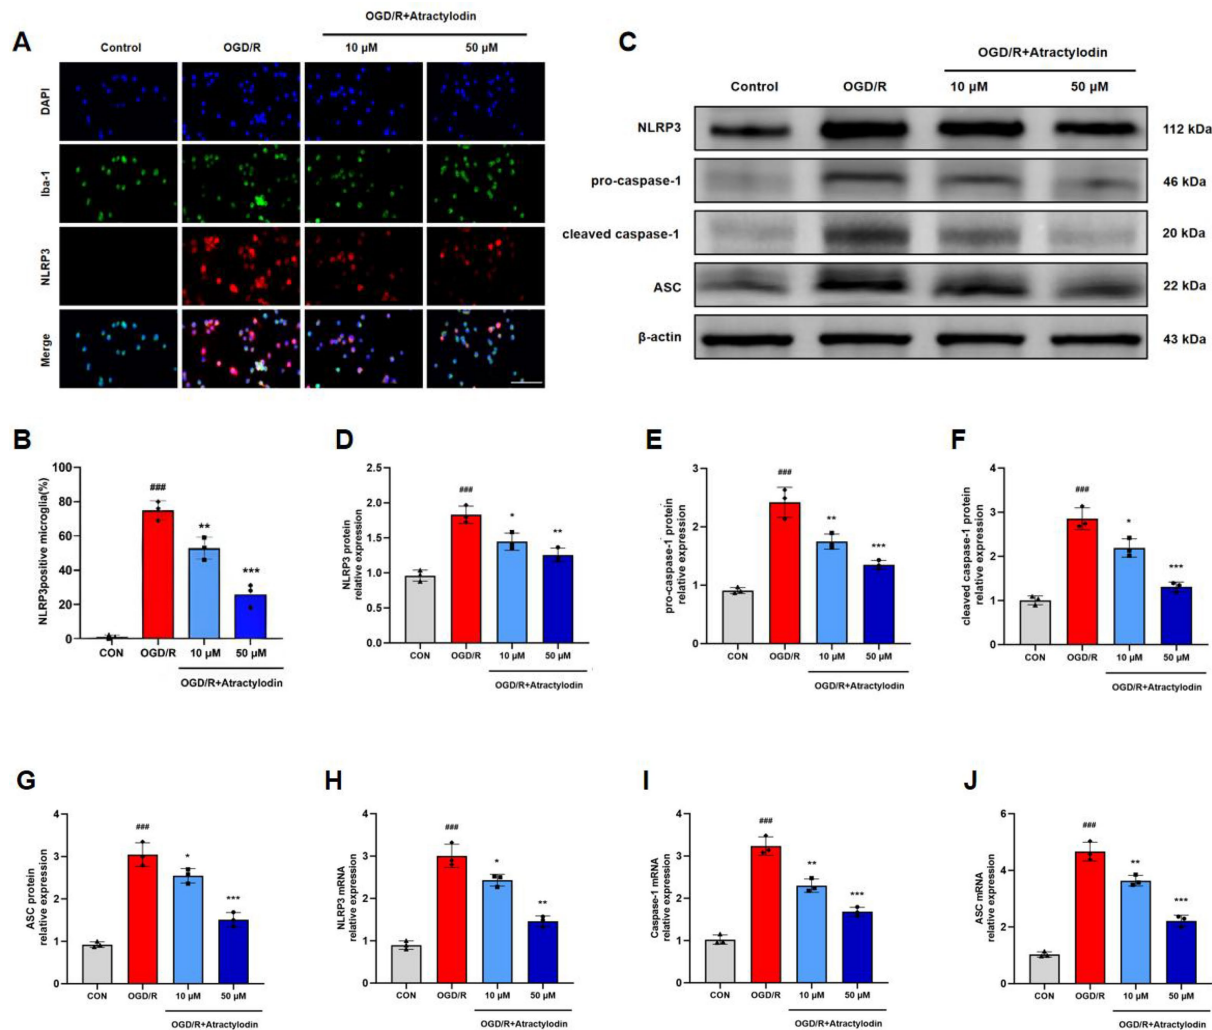 A
OGD/R+Atractylodin
Control
OGD/R
10 µM
50 µM
DAPI
Iba-1
NLRP3
Merge
C
OGD/R+Atractylodin
Control
OGD/R
10 µM
50 µM
NLRP3
112 kDa
pro-caspase-1
46 kDa
cleaved caspase-1
20 kDa
ASC
22 kDa
β-actin
43 kDa
B
NLRP3positive microglia(%)
100
80
60
40
20
0
###
**
***
CON
OGD/R
10 µM
50 µM
OGD/R+Atractylodin
D
NLRP3 protein
relative expression
2.5
2.0
1.5
1.0
0.5
0.0
###
*
**
CON
OGD/R
10 µM
50 µM
OGD/R+Atractylodin
E
pro-caspase-1 protein
relative expression
3
2
1
0
###
**
***
CON
OGD/R
10 µM
50 µM
OGD/R+Atractylodin
F
cleaved caspase-1 protein
relative expression
4
3
2
1
0
###
*
***
CON
OGD/R
10 µM
50 µM
OGD/R+Atractylodin
G
ASC protein
relative expression
4
3
2
1
0
###
*
***
CON
OGD/R
10 µM
50 µM
OGD/R+Atractylodin
H
NLRP3 mRNA
relative expression
4
3
2
1
0
###
*
**
CON
OGD/R
10 µM
50 µM
OGD/R+Atractylodin
I
Caspase-1 mRNA
relative expression
4
3
2
1
0
###
**
***
CON
OGD/R
10 µM
50 µM
OGD/R+Atractylodin
J
ASC mRNA
relative expression
6
4
2
0
###
**
***
CON
OGD/R
10 µM
50 µM
OGD/R+Atractylodin